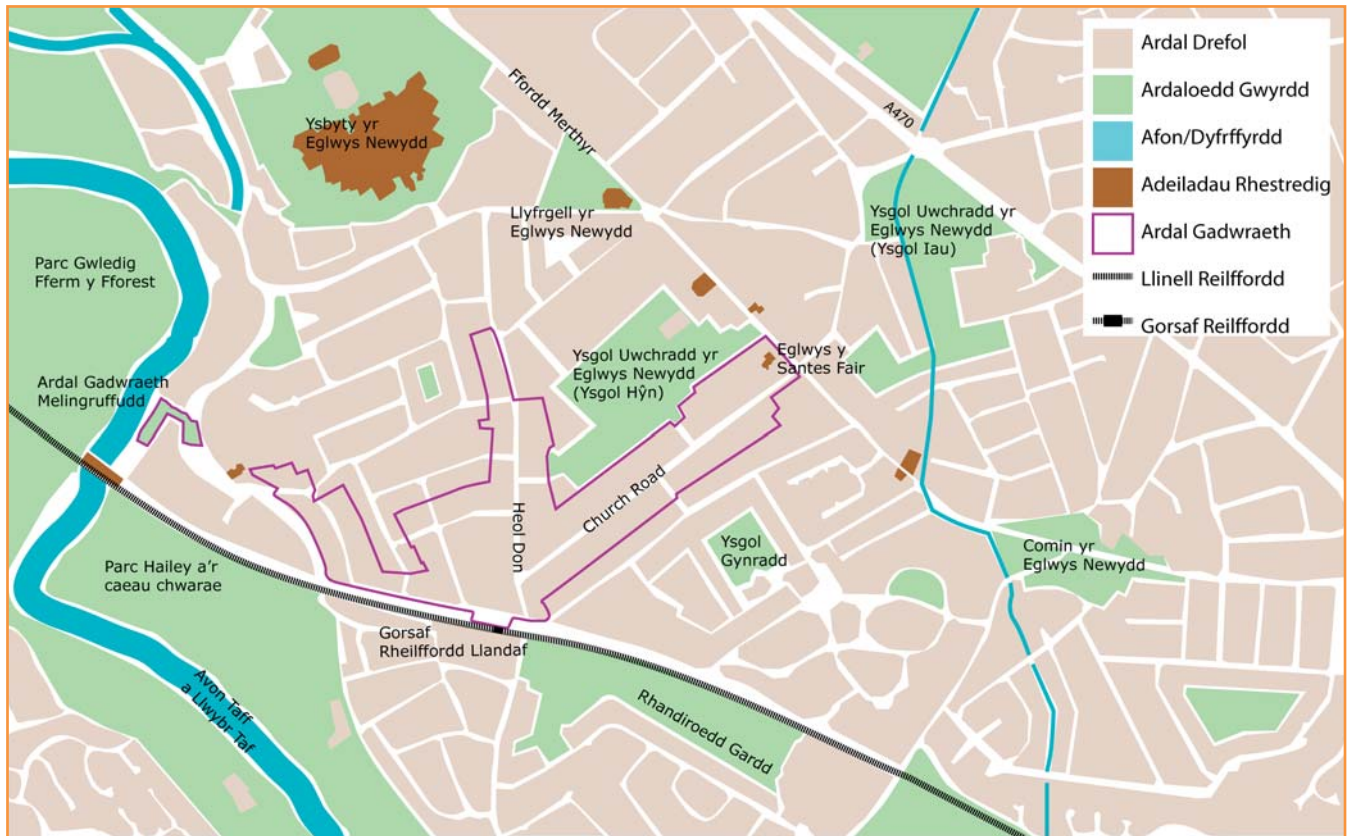 Ardal Drefol
Ardaloedd Gwyrdd
Afon/Dyfrffyrdd
Adeiladau Rhestredig
Ardal Gadwraeth
Llinell Reilffordd
Gorsaf Reilffordd
Ffordd Merthyr
A470
Ysbyty yr
Eglwys Newydd
Llyfrgell yr
Eglwys Newydd
Ysgol Uwchradd yr
Eglwys Newydd
(Ysgol Iau)
Parc Gwledig
Fferm y Fforest
Ysgol Uwchradd yr
Eglwys Newydd
(Ysgol Hŷn)
Eglwys y
Santes Fair
Ardal Gadwraeth
Melingruffudd
Church Road
Heol Don
Ysgol
Gynradd
Comin yr
Eglwys Newydd
Parc Hailey a'r
caeau chwarae
Gorsaf
Rheilffordd Llandaf
Avon Taff
a Llwybr Taf
Rhandiroedd Gardd